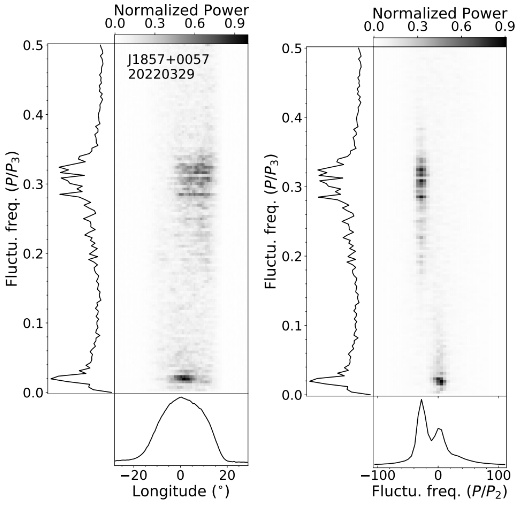 Normalized Power
0.0 0.3 0.6 0.9
J1857+0057
20220329
0.5
0.4
0.3
0.2
0.1
0.0
Fluctu. freq. (P/P3)
−20 0 20
Longitude (°)
Normalized Power
0.0 0.3 0.6 0.9
0.5
0.4
0.3
0.2
0.1
0.0
Fluctu. freq. (P/P3)
−100 0 100
Fluctu. freq. (P/P2)